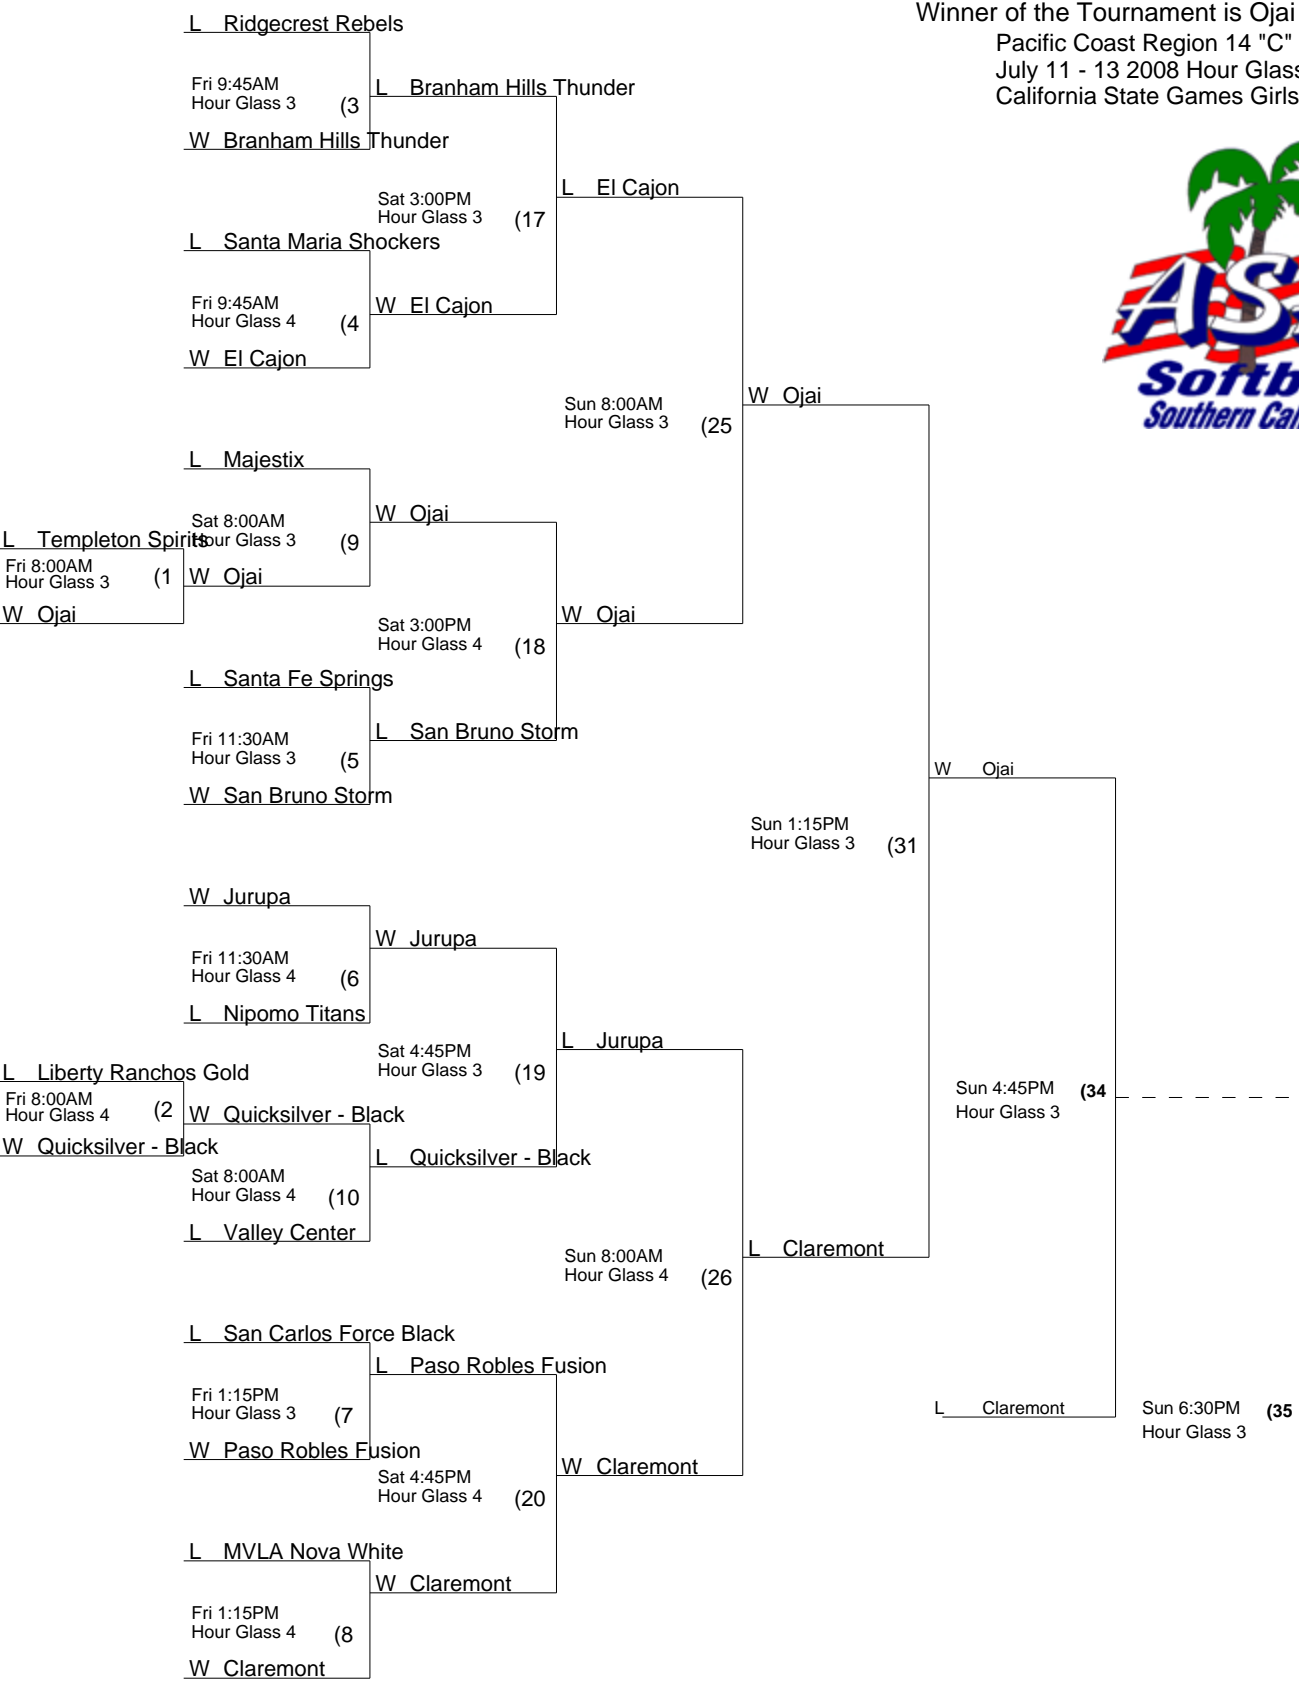 Winner of the Tournament is Ojai
Pacific Coast Region 14 "C"
July 11 - 13 2008 Hour Glass
California State Games Girls
L Ridgecrest Rebels
Fri 9:45AM
Hour Glass 3 (3
W Branham Hills Thunder
L Branham Hills Thunder
Sat 3:00PM
Hour Glass 3 (17
L El Cajon
L Santa Maria Shockers
Fri 9:45AM
Hour Glass 4 (4
W El Cajon
W El Cajon
Sun 8:00AM
Hour Glass 3 (25
W Ojai
L Majestix
Sat 8:00AM
Hour Glass 3 (9
W Ojai
W Ojai
L Templeton Spirits
Fri 8:00AM
Hour Glass 3 (1
W Ojai
Sat 3:00PM
Hour Glass 4 (18
W Ojai
L Santa Fe Springs
Fri 11:30AM
Hour Glass 3 (5
L San Bruno Storm
W San Bruno Storm
W Ojai
Sun 1:15PM
Hour Glass 3 (31
W Jurupa
Fri 11:30AM
Hour Glass 4 (6
W Jurupa
L Nipomo Titans
Sat 4:45PM
Hour Glass 3 (19
L Jurupa
L Liberty Ranchos Gold
Fri 8:00AM
Hour Glass 4 (2
W Quicksilver - Black
W Quicksilver - Black
L Quicksilver - Black
Sat 8:00AM
Hour Glass 4 (10
L Valley Center
Sun 4:45PM (34
Hour Glass 3
Sun 8:00AM
Hour Glass 4 (26
L Claremont
L San Carlos Force Black
L Paso Robles Fusion
Fri 1:15PM
Hour Glass 3 (7
W Paso Robles Fusion
L Claremont
Sun 6:30PM (35
Hour Glass 3
Sat 4:45PM
Hour Glass 4 (20
W Claremont
L MVLA Nova White
W Claremont
Fri 1:15PM
Hour Glass 4 (8
W Claremont
AS
Softb
Southern Cal